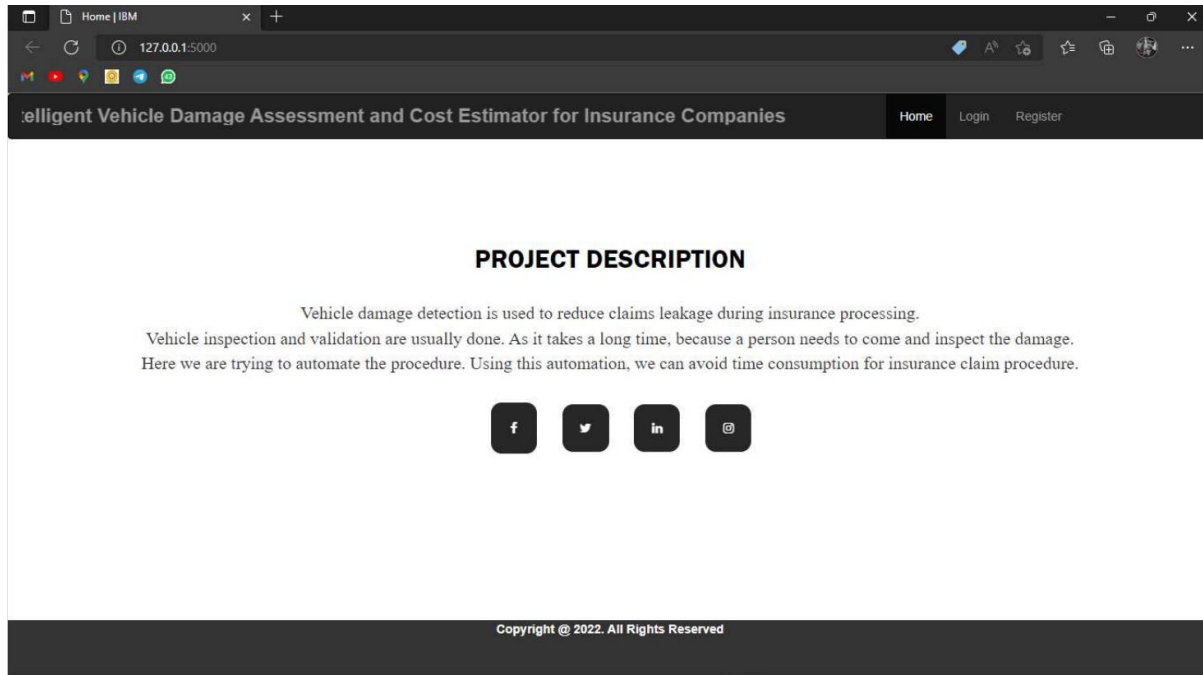 Home | IBM
127.0.0.1:5000
telligent Vehicle Damage Assessment and Cost Estimator for Insurance Companies
Home Login Register
PROJECT DESCRIPTION
Vehicle damage detection is used to reduce claims leakage during insurance processing.
Vehicle inspection and validation are usually done. As it takes a long time, because a person needs to come and inspect the damage.
Here we are trying to automate the procedure. Using this automation, we can avoid time consumption for insurance claim procedure.
Copyright @ 2022. All Rights Reserved